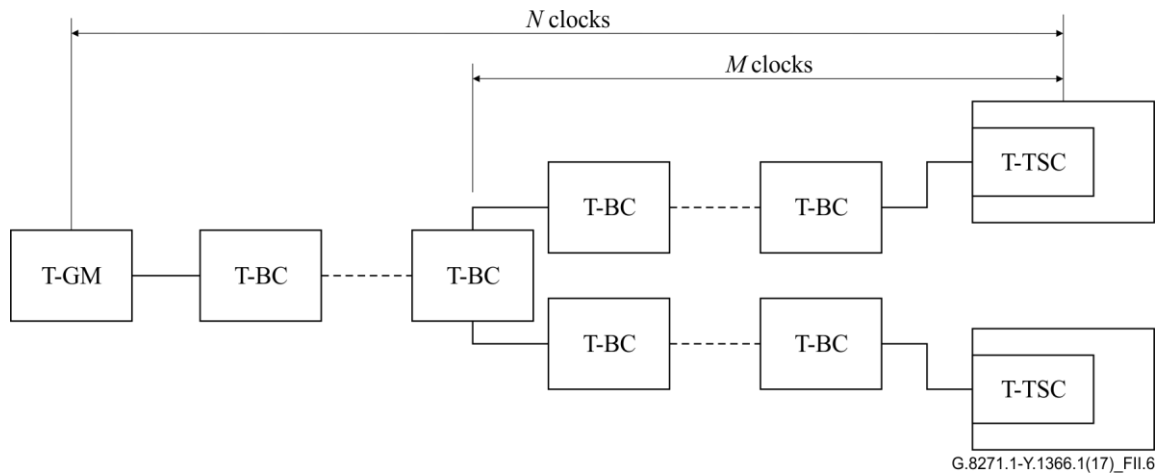 N clocks
M clocks
T-TSC
T-BC
T-BC
T-GM
T-BC
T-BC
T-BC
T-BC
T-TSC
G.8271.1-Y.1366.1(17)_FII.6